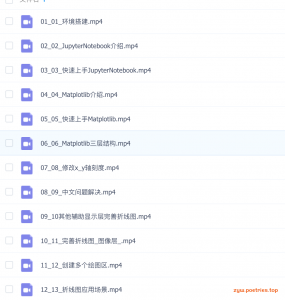 文件名
01_01_环境搭建.mp4
02_02_JupyterNotebook介绍.mp4
03_03_快速上手JupyterNotebook.mp4
04_04_Matplotlib介绍.mp4
05_05_快速上手Matplotlib.mp4
06_06_Matplotlib三层结构.mp4
07_08_修改x_y轴刻度.mp4
08_09_中文问题解决.mp4
09_10其他辅助显示层完善折线图.mp4
10_11_完善折线图_图像层_.mp4
11_12_创建多个绘图区.mp4
12_13_折线图应用场景.mp4
zyw.poetries.top